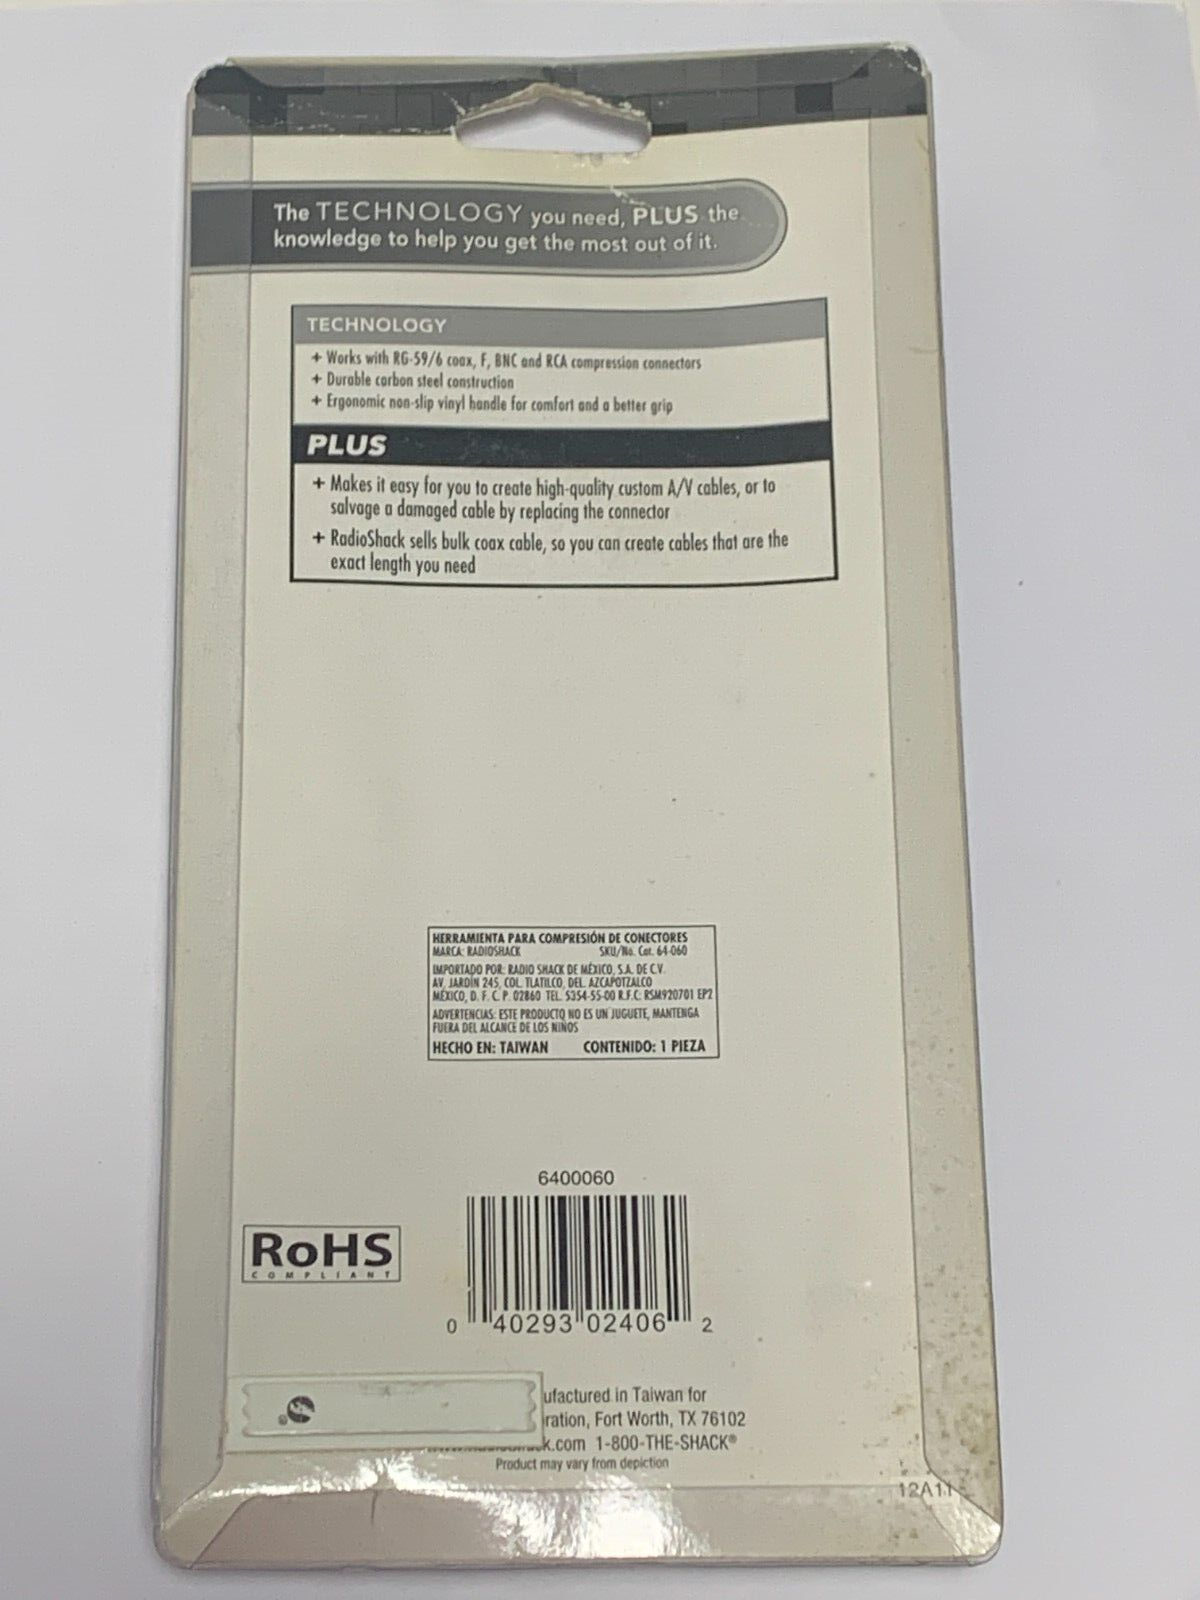 The TECHNOLOGY you need, PLUS the
knowledge to help you get the most out of it.
TECHNOLOGY
+ Works with RG-59/6 coax, F, BNC and RCA compression connectors
+ Durable carbon steel construction
+ Ergonomic non-slip vinyl handle for comfort and a better grip
PLUS
+ Makes it easy for you to create high-quality custom A/V cables, or to
salvage a damaged cable by replacing the connector
+ RadioShack sells bulk coax cable, so you can create cables that are the
exact length you need
HERRAMIENTA PARA COMPRESIÓN DE CONECTORES
MARCA: RADIOSHACK SKU/No. Cat. 64-060
IMPORTADO POR: RADIO SHACK DE MÉXICO, S.A. DE C.V.
AV. JARDÍN 245, COL. TLATILCO, DEL. AZCAPOTZALCO
MÉXICO, D. F. C. P. 02860 TEL. 5354-55-00 R.F.C: RSM920701 EP2
ADVERTENCIAS: ESTE PRODUCTO NO ES UN JUGUETE, MANTENGA
FUERA DEL ALCANCE DE LOS NIÑOS
HECHO EN: TAIWAN CONTENIDO: 1 PIEZA
6400060
RoHS
COMPLIANT
0 40293 02406 2
ufactured in Taiwan for
ration, Fort Worth, TX 76102
k.com 1-800-THE-SHACK®
Product may vary from depiction
12A11